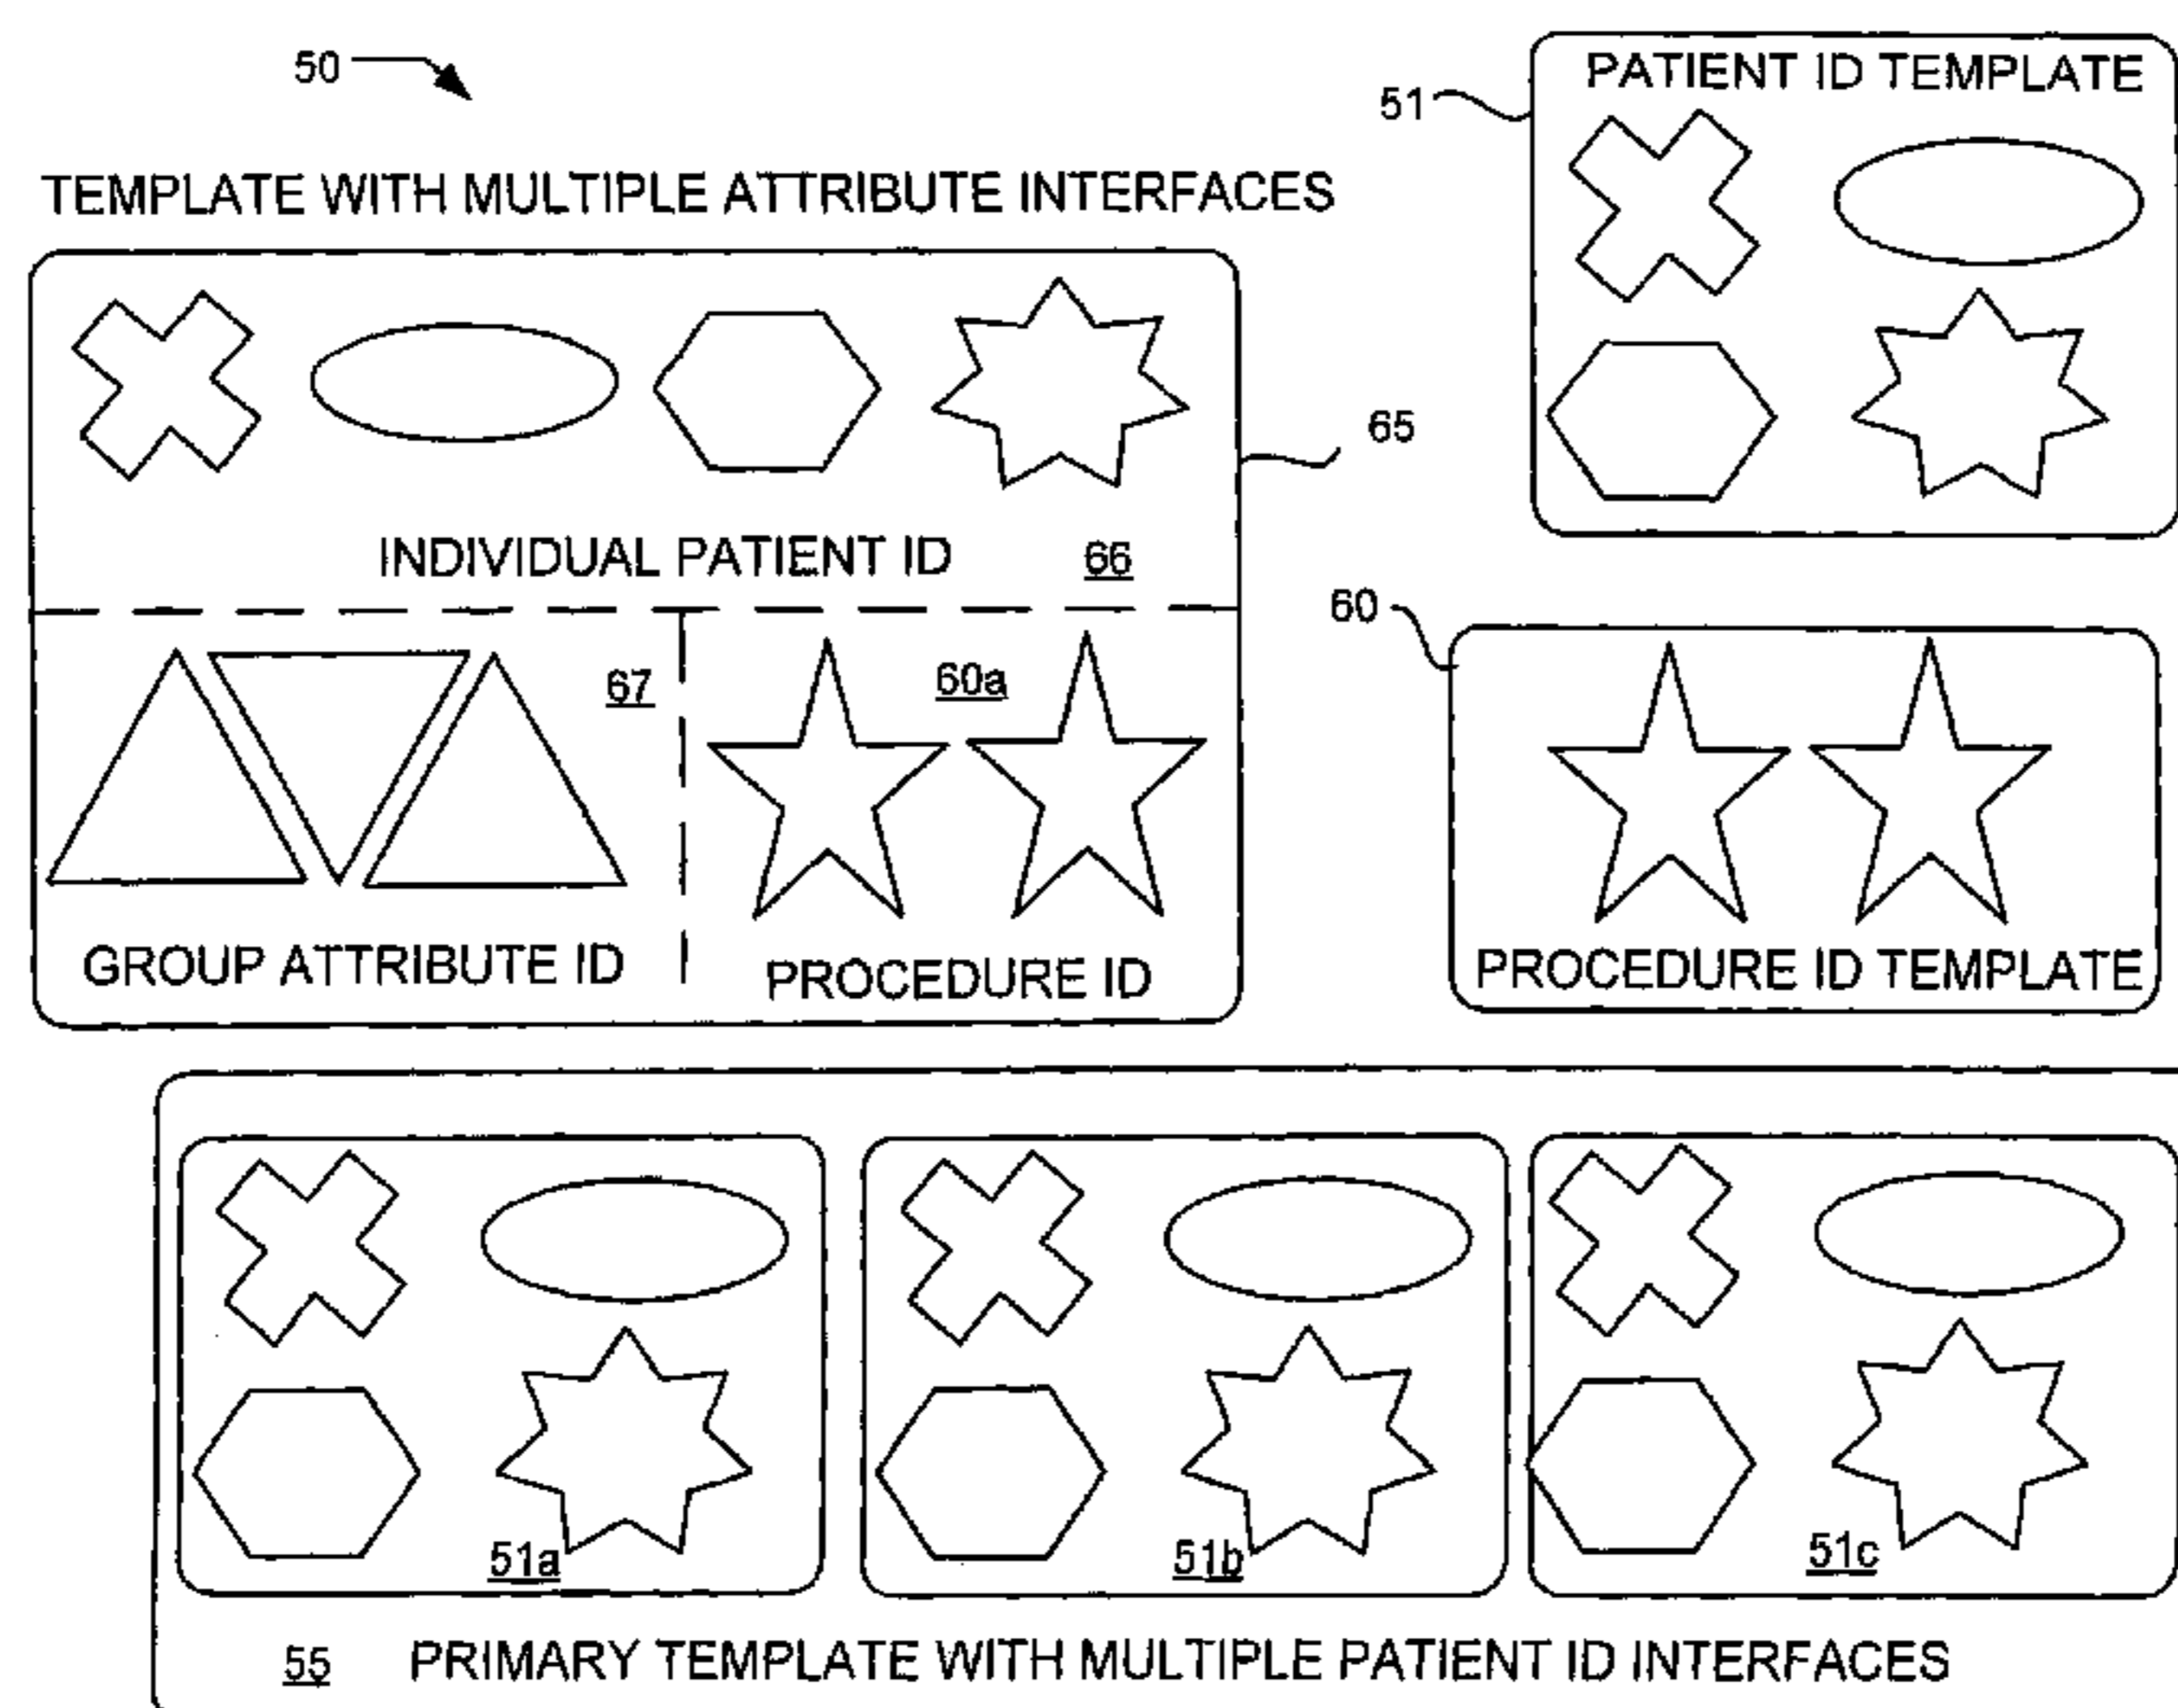 50
PATIENT ID TEMPLATE
51
TEMPLATE WITH MULTIPLE ATTRIBUTE INTERFACES
65
INDIVIDUAL PATIENT ID 66
60
67
60a
GROUP ATTRIBUTE ID
PROCEDURE ID
PROCEDURE ID TEMPLATE
51a
51b
51c
55 PRIMARY TEMPLATE WITH MULTIPLE PATIENT ID INTERFACES